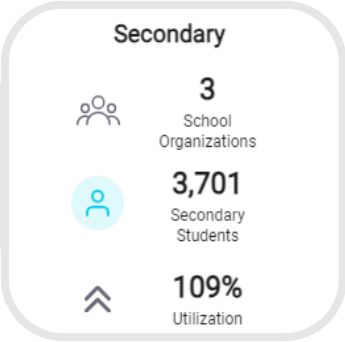 Secondary
3
School
Organizations
3,701
Secondary
Students
109%
Utilization